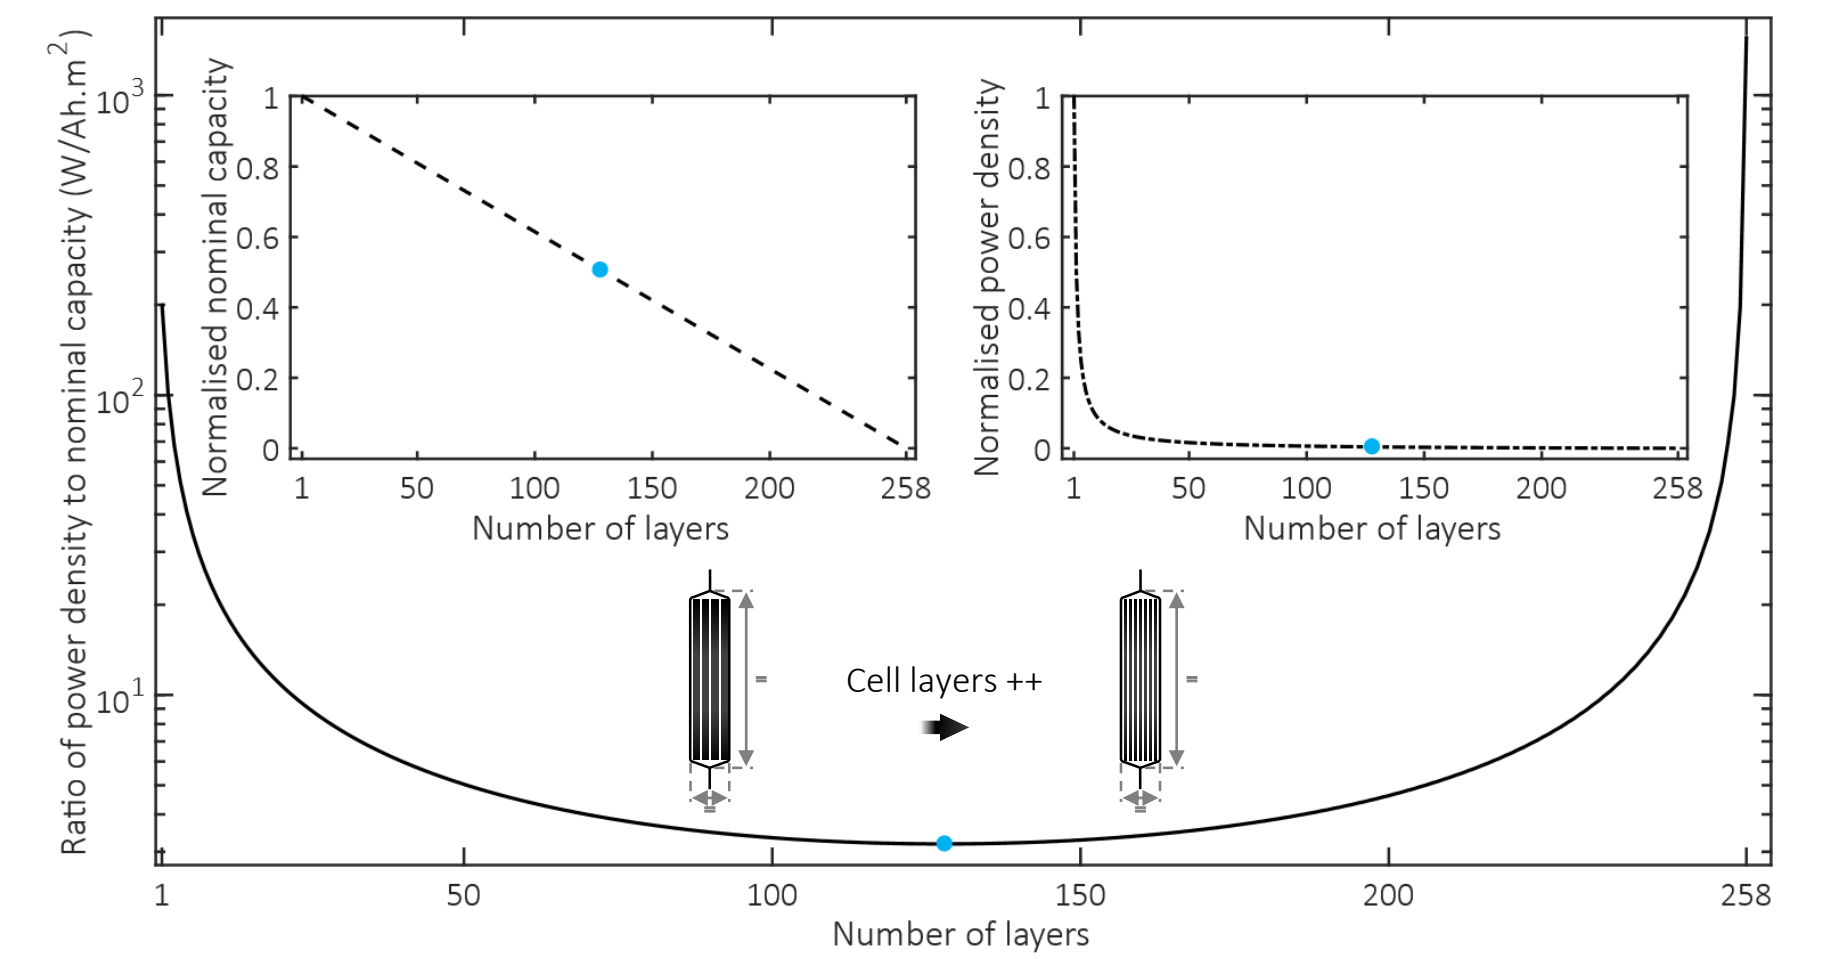 Ratio of power density to nominal capacity (W/Ah.m²)
10³
10²
10¹
1 50 100 150 200 258
Number of layers
Normalised nominal capacity
1
0.8
0.6
0.4
0.2
0
1 50 100 150 200 258
Number of layers
Normalised power density
1
0.8
0.6
0.4
0.2
0
1 50 100 150 200 258
Number of layers
=
=
Cell layers ++
=
=